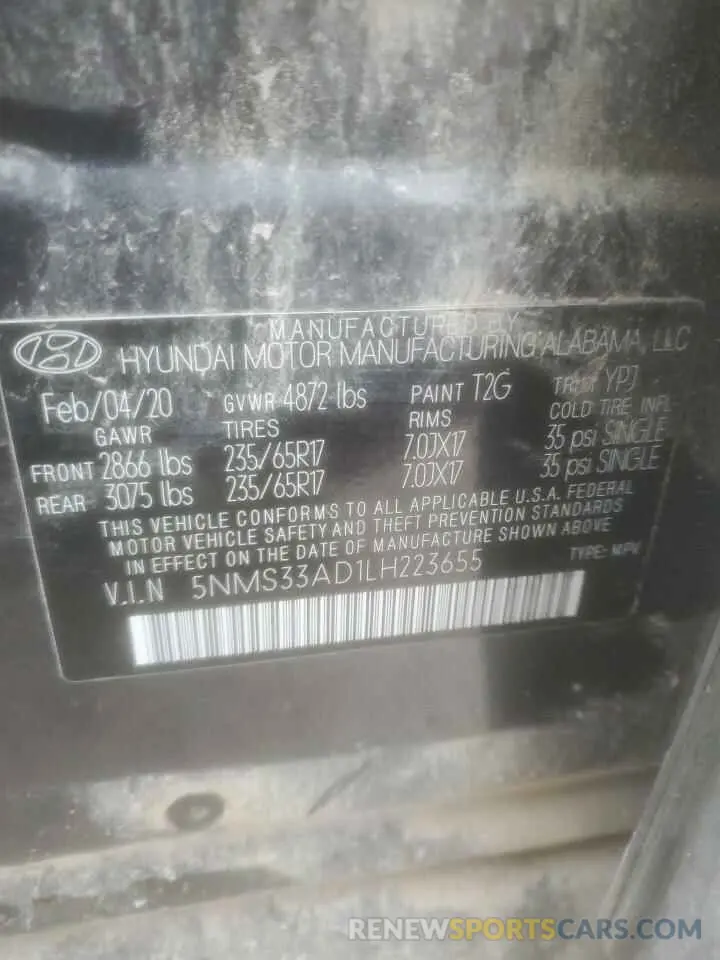 MANUFACTURED BY
HYUNDAI MOTOR MANUFACTURING ALABAMA, LLC
Feb/04/20 GVWR 4872 lbs PAINT T2G TRIM YPJ
GAWR TIRES RIMS COLD TIRE INFL
FRONT 2866 lbs 235/65R17 7.0JX17 35 psi SINGLE
REAR 3075 lbs 235/65R17 7.0JX17 35 psi SINGLE
THIS VEHICLE CONFORMS TO ALL APPLICABLE U.S.A. FEDERAL
MOTOR VEHICLE SAFETY AND THEFT PREVENTION STANDARDS
IN EFFECT ON THE DATE OF MANUFACTURE SHOWN ABOVE
V.I.N 5NMS33AD1LH223655 TYPE: MPV
RENEWSPORTSCARS.COM